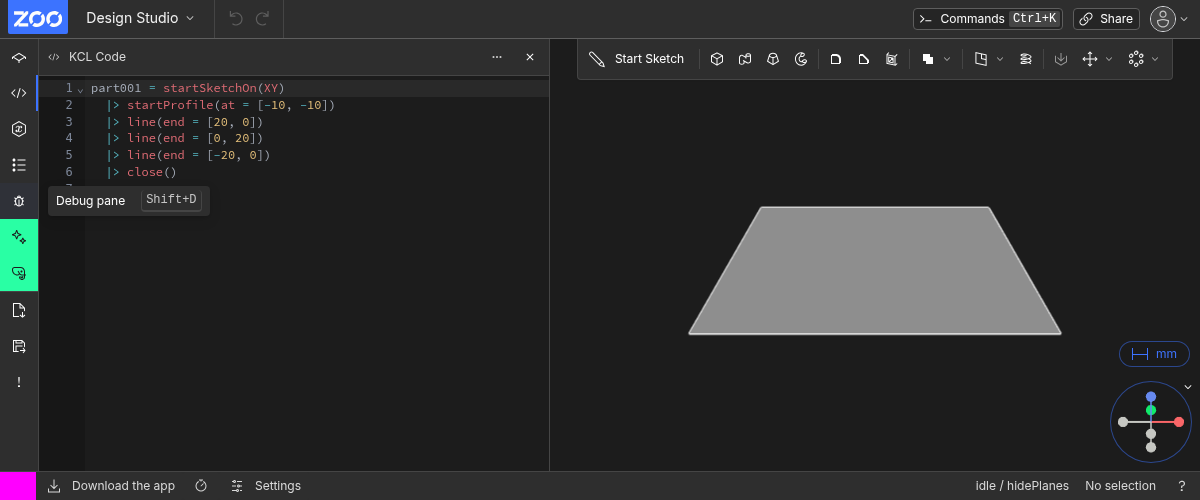 ZOO Design Studio Commands Ctrl+K Share
KCL Code
Start Sketch
1 part001 = startSketchOn(XY)
2 |> startProfile(at = [-10, -10])
3 |> line(end = [20, 0])
4 |> line(end = [0, 20])
5 |> line(end = [-20, 0])
6 |> close()
Debug pane Shift+D
mm
Download the app Settings idle / hidePlanes No selection ?